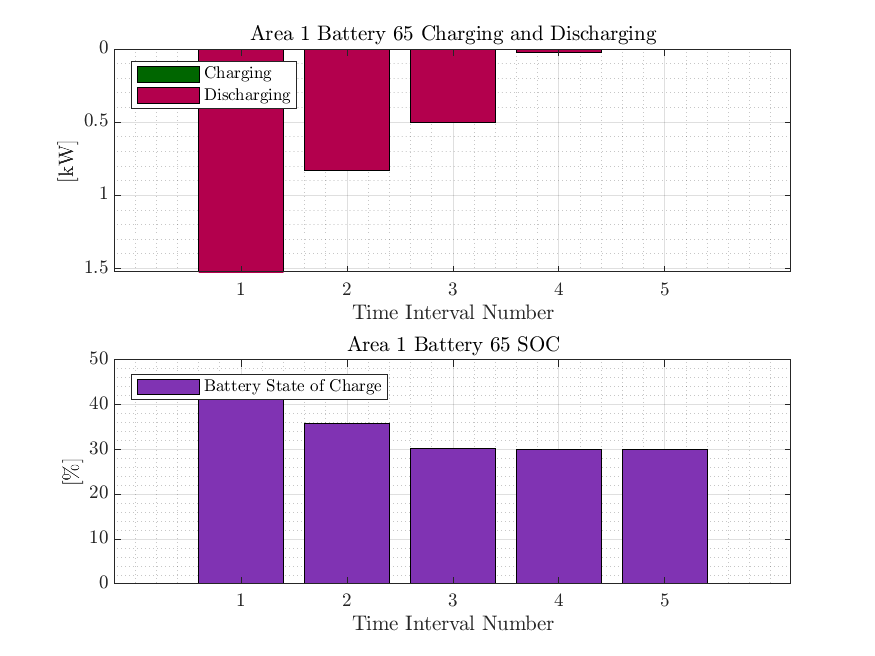 Area 1 Battery 65 Charging and Discharging
0
Charging
Discharging
0.5
[kW]
1
1.5
1 2 3 4 5
Time Interval Number
Area 1 Battery 65 SOC
50
Battery State of Charge
40
30
[%]
20
10
0
1 2 3 4 5
Time Interval Number